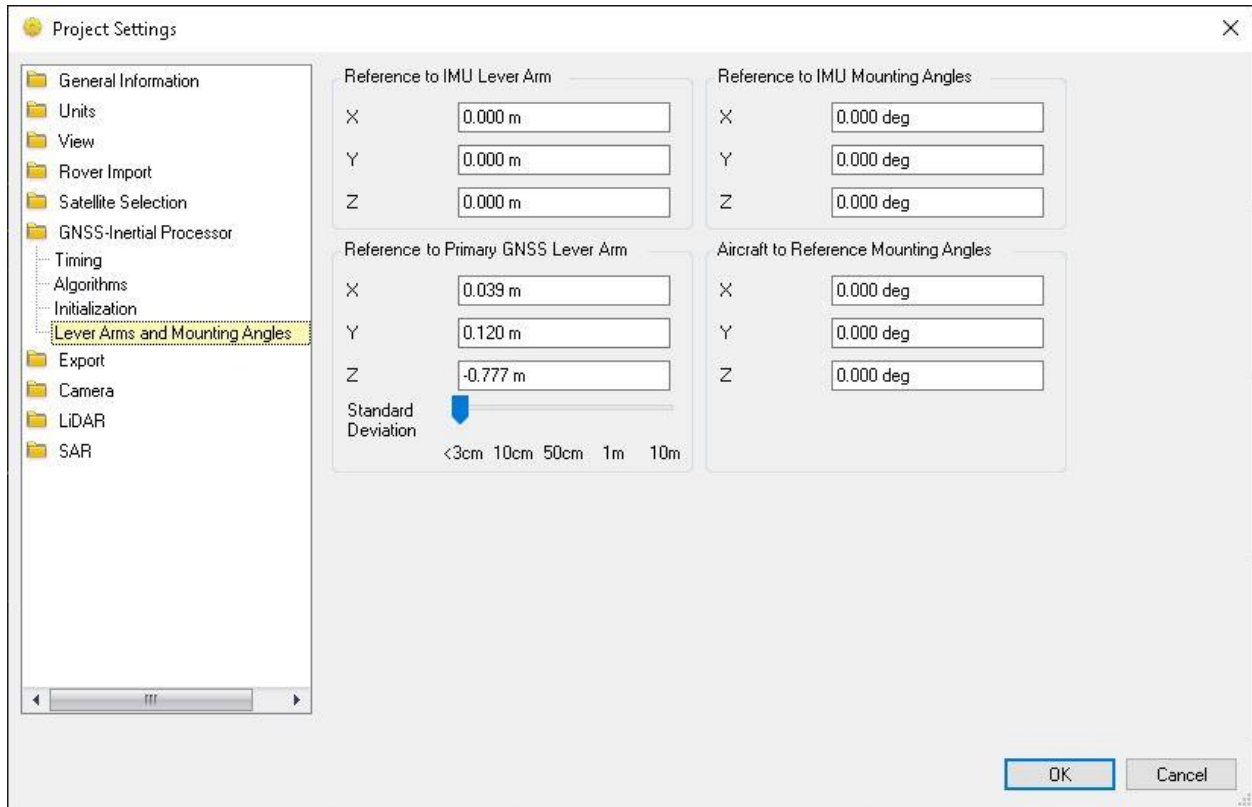 Project Settings
General Information
Units
View
Rover Import
Satellite Selection
GNSS-Inertial Processor
Timing
Algorithms
Initialization
Lever Arms and Mounting Angles
Export
Camera
LiDAR
SAR
Reference to IMU Lever Arm
X 0.000 m
Y 0.000 m
Z 0.000 m
Reference to IMU Mounting Angles
X 0.000 deg
Y 0.000 deg
Z 0.000 deg
Reference to Primary GNSS Lever Arm
X 0.039 m
Y 0.120 m
Z -0.777 m
Standard
Deviation
<3cm 10cm 50cm 1m 10m
Aircraft to Reference Mounting Angles
X 0.000 deg
Y 0.000 deg
Z 0.000 deg
OK Cancel